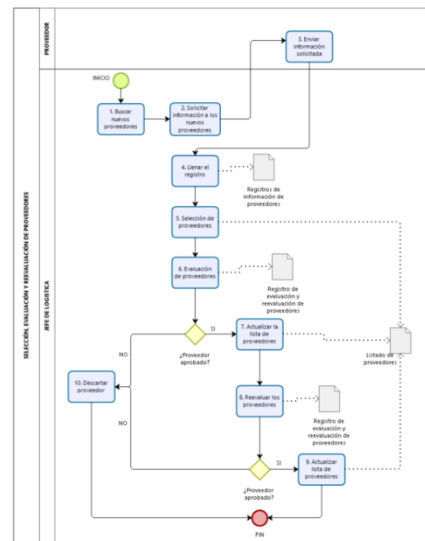 SELECCIÓN, EVALUACIÓN Y REEVALUACIÓN DE PROVEEDORES
PROVEEDOR
3. Enviar
información
solicitada
JEFE DE LOGISTICA
INICIO
1. Buscar
nuevos
proveedores
2. Solicitar
información a los
nuevos
proveedores
4. Llenar el
registro
Registros de
información de
proveedores
5. Selección de
proveedores
6. Evaluación
de proveedores
Registro de
evaluación y
reevaluación de
proveedores
SI
¿Proveedor
aprobado?
7. Actualizar la
lista de
proveedores
Listado de
proveedores
NO
10. Descartar
proveedor
8. Reevaluar los
proveedores
Registro de
evaluación y
reevaluación de
proveedores
NO
SI
¿Proveedor
aprobado?
9. Actualizar
lista de
proveedores
FIN